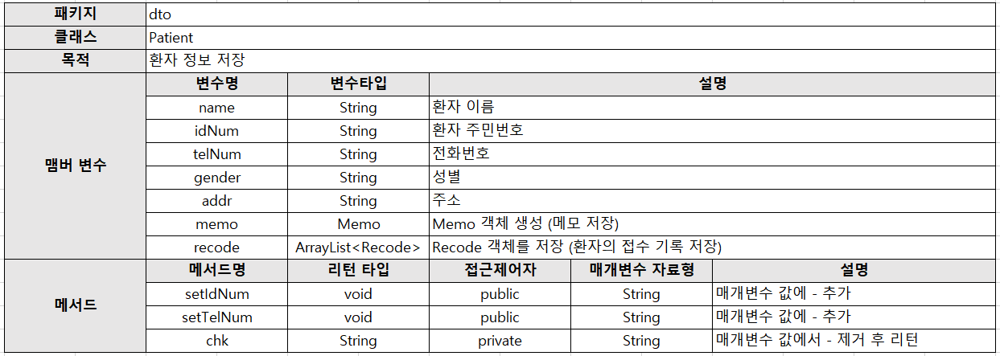 패키지 dto
클래스 Patient
목적 환자 정보 저장
변수명 변수타입 설명
name String 환자 이름
idNum String 환자 주민번호
telNum String 전화번호
맴버 변수 gender String 성별
addr String 주소
memo Memo Memo 객체 생성 (메모 저장)
recode ArrayList<Recode> Recode 객체를 저장 (환자의 접수 기록 저장)
메서드명 리턴 타입 접근제어자 매개변수 자료형 설명
setIdNum void public String 매개변수 값에 - 추가
메서드 setTelNum void public String 매개변수 값에 - 추가
chk String private String 매개변수 값에서 - 제거 후 리턴